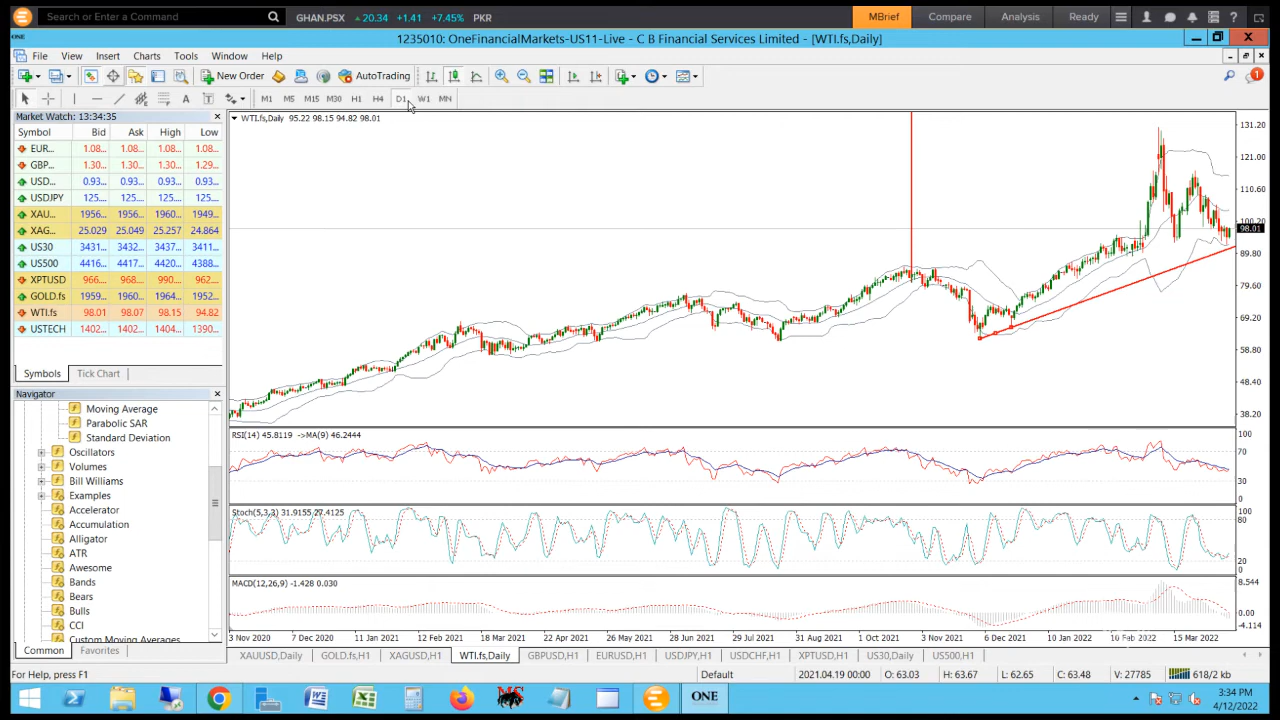 Search or Enter a Command GHAN.PSX 20.34 +1.41 +7.45% PKR MBrief Compare Analysis Ready ?
ONE 1235010: OneFinancialMarkets-US11-Live - C B Financial Services Limited - [WTI.fs,Daily]
File View Insert Charts Tools Window Help
New Order AutoTrading 1
A T M1 M5 M15 M30 H1 H4 D1 W1 MN
Market Watch: 13:34:35
Symbol Bid Ask High Low
EUR... 1.08... 1.08... 1.08... 1.08...
GBP... 1.30... 1.30... 1.30... 1.29...
USD... 0.93... 0.93... 0.93... 0.93...
USDJPY 125.... 125.... 125.... 125....
XAU... 1956... 1956... 1960... 1949...
XAG... 25.029 25.049 25.257 24.864
US30 3431... 3432... 3437... 3411...
US500 4416... 4417... 4420... 4388...
XPTUSD 966.... 966.... 990.... 962....
GOLD.fs 1959... 1960... 1964... 1952...
WTI.fs 98.01 98.07 98.15 94.82
USTECH 1402... 1402... 1404... 1390...
Symbols Tick Chart
Navigator
Moving Average
Parabolic SAR
Standard Deviation
Oscillators
Volumes
Bill Williams
Examples
Accelerator
Accumulation
Alligator
ATR
Awesome
Bands
Bears
Bulls
CCI
Custom Moving Averages
Common Favorites
WTI.fs,Daily 95.22 98.15 94.82 98.01
131.20
121.00
110.60
100.20
98.01
89.80
79.60
69.20
58.80
48.40
38.20
RSI(14) 45.8119 ->MA(9) 46.2444
100
70
30
0
Stoch(5,3,3) 31.9155 27.4125
100
80
20
0
MACD(12,26,9) -1.428 0.030
8.544
0.00
-4.114
3 Nov 2020 7 Dec 2020 11 Jan 2021 12 Feb 2021 18 Mar 2021 22 Apr 2021 26 May 2021 28 Jun 2021 29 Jul 2021 31 Aug 2021 1 Oct 2021 3 Nov 2021 6 Dec 2021 10 Jan 2022 10 Feb 2022 15 Mar 2022
XAUUSD,Daily GOLD.fs,H1 XAGUSD,H1 WTI.fs,Daily GBPUSD,H1 EURUSD,H1 USDJPY,H1 USDCHF,H1 XPTUSD,H1 US30,Daily US500,H1
For Help, press F1 Default 2021.04.19 00:00 O: 63.03 H: 63.67 L: 62.65 C: 63.48 V: 27785 618/2 kb
ONE 3:34 PM
4/12/2022